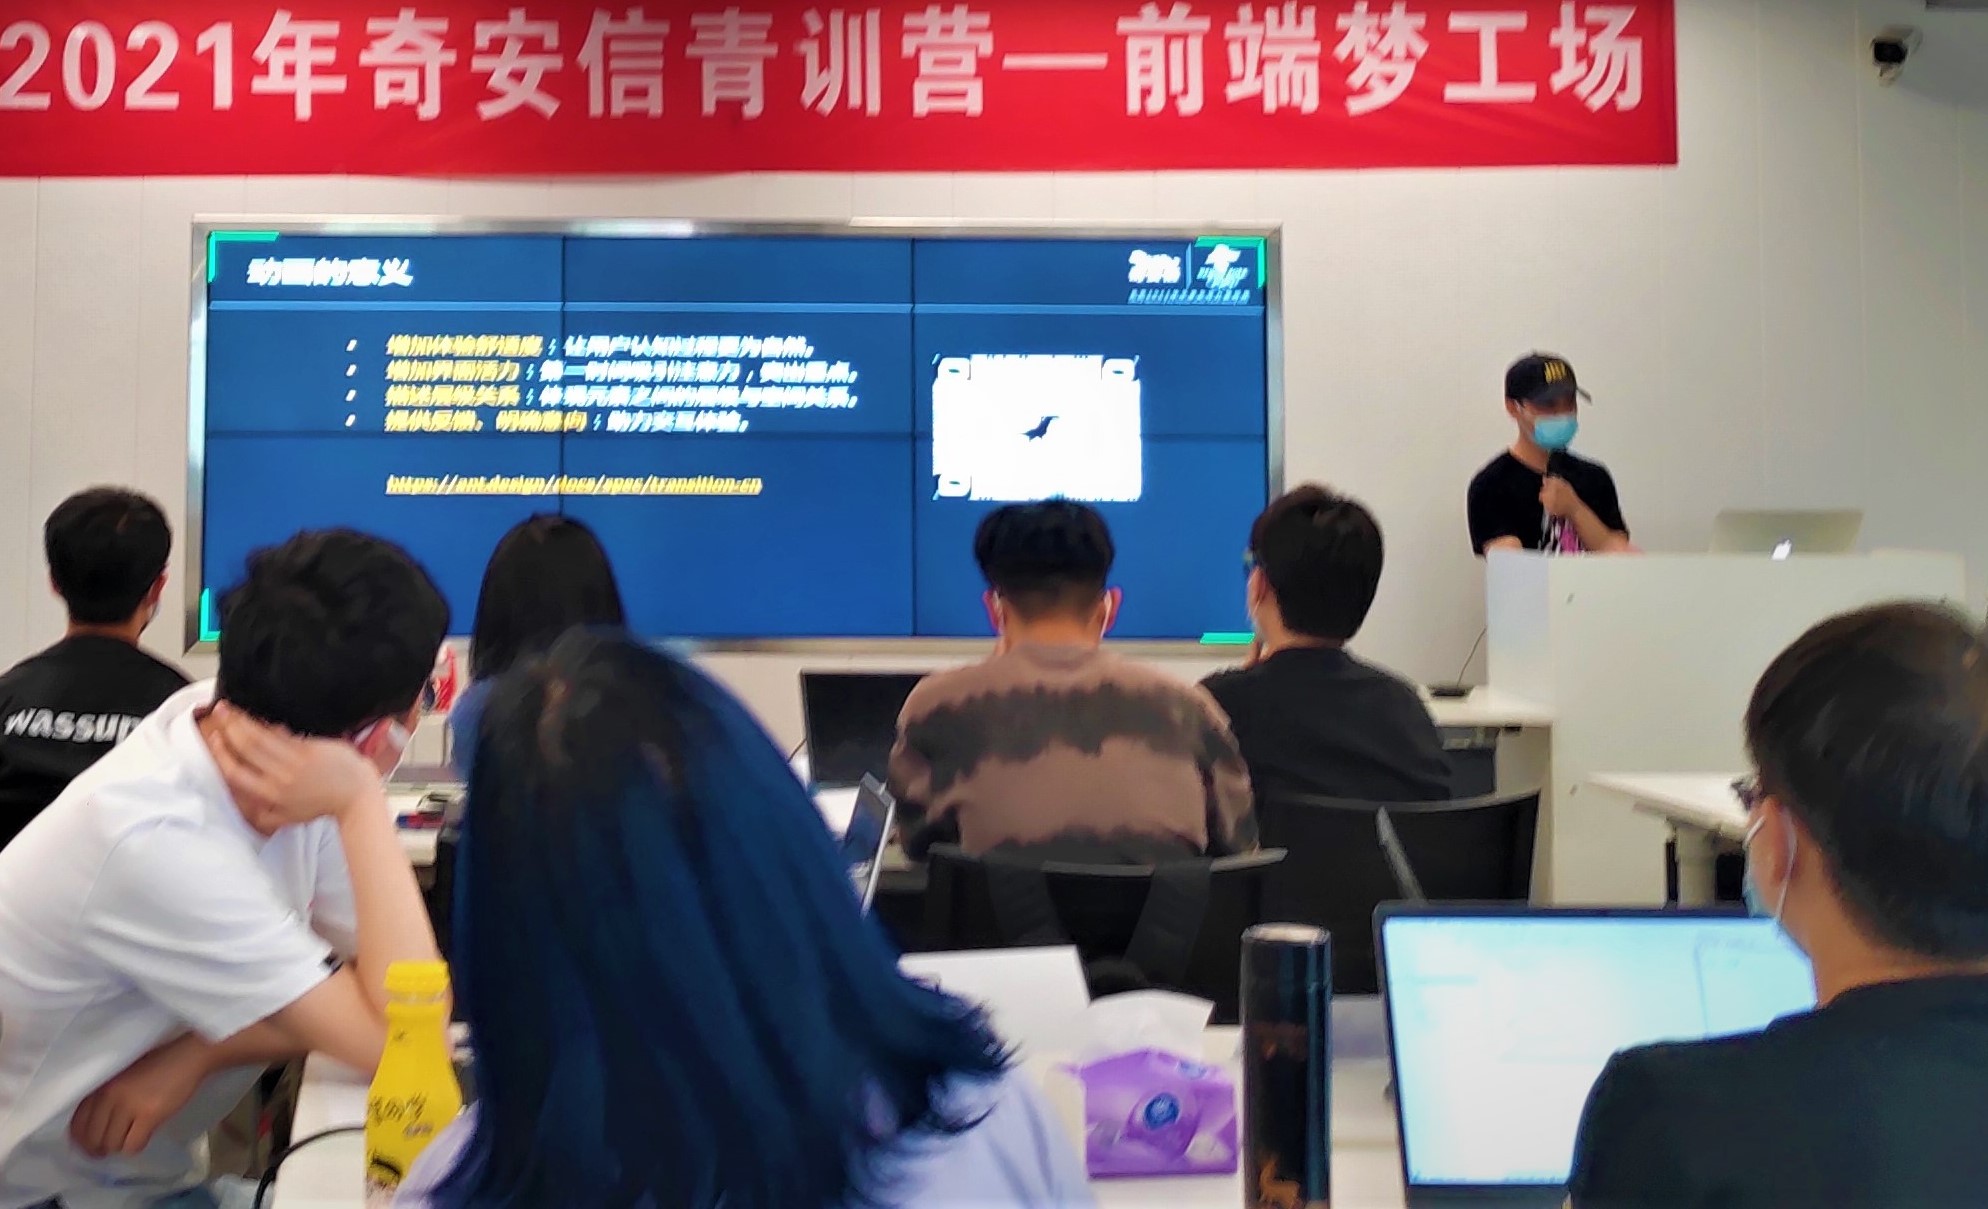 2021年奇安信青训营—前端梦工场
动画的意义
增加体验舒适度：让用户认知过程更为自然。
增加界面活力：第一时间吸引注意力，突出重点。
描述层级关系：体现元素之间的层级与空间关系。
提供反馈、明确意向：助力交互体验。
https://ant.design/docs/spec/transition-cn
wassup